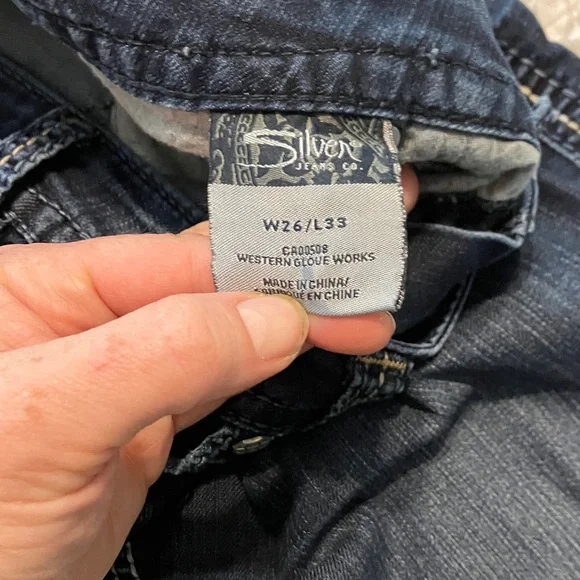 Silver
JEANS CO.
W26/L33
CA00508
WESTERN GLOVE WORKS
MADE IN CHINA/
FABRIQUÉ EN CHINE